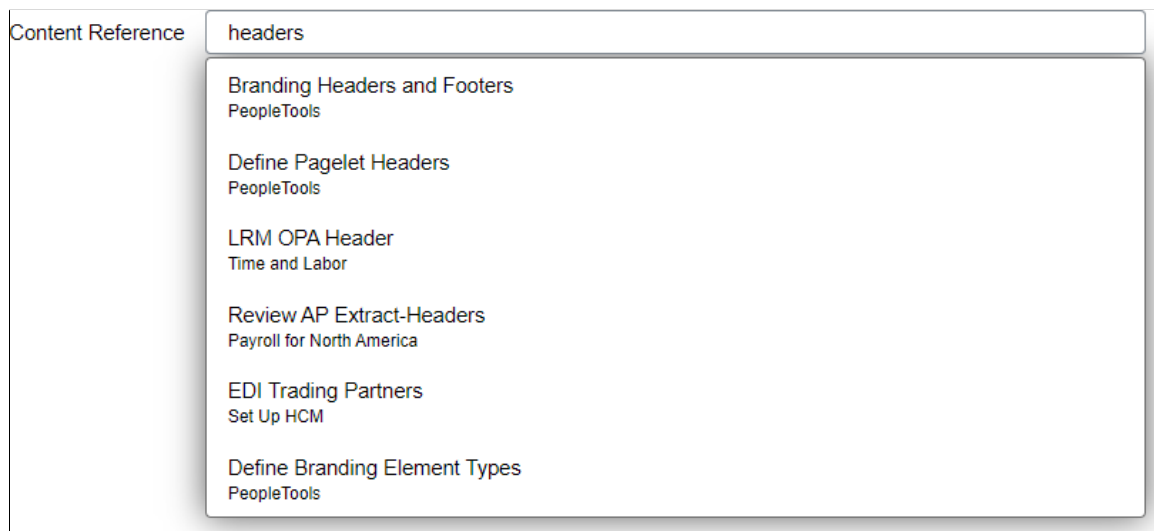 Content Reference headers
Branding Headers and Footers
PeopleTools
Define Pagelet Headers
PeopleTools
LRM OPA Header
Time and Labor
Review AP Extract-Headers
Payroll for North America
EDI Trading Partners
Set Up HCM
Define Branding Element Types
PeopleTools